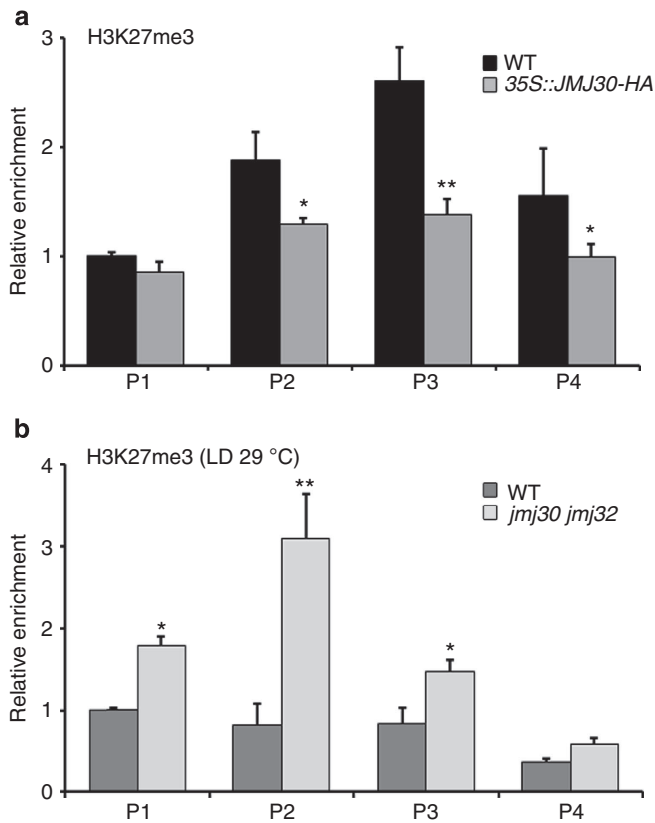 a
H3K27me3
WT
35S::JMJ30-HA
Relative enrichment
3
2
1
0
*
**
*
P1 P2 P3 P4
b
H3K27me3 (LD 29 °C)
WT
jmj30 jmj32
Relative enrichment
4
3
2
1
0
*
**
*
P1 P2 P3 P4